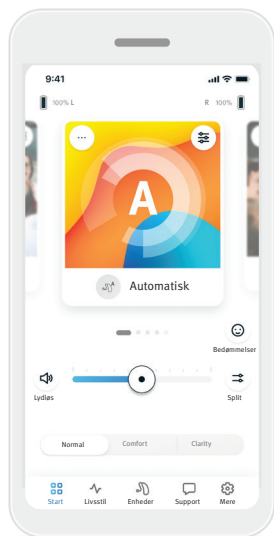 9:41
100% L
R 100%
A
Automatisk
Bedømmelser
Lydløs
Split
Normal
Comfort
Clarity
Start
Livsstil
Enheder
Support
Mere